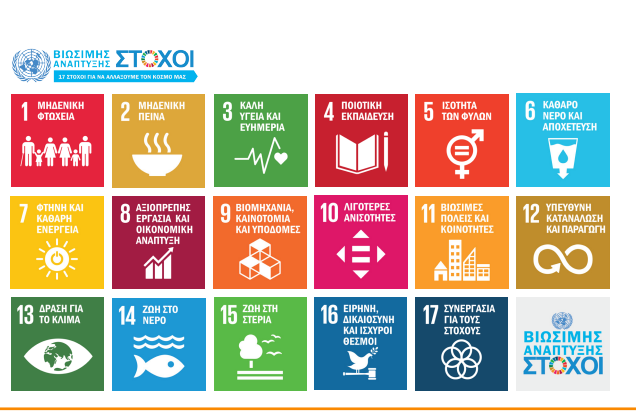 ΒΙΩΣΙΜΗΣ
ΑΝΑΠΤΥΞΗΣ
ΣΤΟΧΟΙ
17 ΣΤΟΧΟΙ ΓΙΑ ΝΑ ΑΛΛΑΞΟΥΜΕ ΤΟΝ ΚΟΣΜΟ ΜΑΣ
1 ΜΗΔΕΝΙΚΗ
ΦΤΩΧΕΙΑ
2 ΜΗΔΕΝΙΚΗ
ΠΕΙΝΑ
3 ΚΑΛΗ
ΥΓΕΙΑ ΚΑΙ
ΕΥΗΜΕΡΙΑ
4 ΠΟΙΟΤΙΚΗ
ΕΚΠΑΙΔΕΥΣΗ
5 ΙΣΟΤΗΤΑ
ΤΩΝ ΦΥΛΩΝ
6 ΚΑΘΑΡΟ
ΝΕΡΟ ΚΑΙ
ΑΠΟΧΕΤΕΥΣΗ
7 ΦΤΗΝΗ ΚΑΙ
ΚΑΘΑΡΗ
ΕΝΕΡΓΕΙΑ
8 ΑΞΙΟΠΡΕΠΗΣ
ΕΡΓΑΣΙΑ ΚΑΙ
ΟΙΚΟΝΟΜΙΚΗ
ΑΝΑΠΤΥΞΗ
9 ΒΙΟΜΗΧΑΝΙΑ,
ΚΑΙΝΟΤΟΜΙΑ
ΚΑΙ ΥΠΟΔΟΜΕΣ
10 ΛΙΓΟΤΕΡΕΣ
ΑΝΙΣΟΤΗΤΕΣ
11 ΒΙΩΣΙΜΕΣ
ΠΟΛΕΙΣ ΚΑΙ
ΚΟΙΝΟΤΗΤΕΣ
12 ΥΠΕΥΘΥΝΗ
ΚΑΤΑΝΑΛΩΣΗ
ΚΑΙ ΠΑΡΑΓΩΓΗ
13 ΔΡΑΣΗ ΓΙΑ
ΤΟ ΚΛΙΜΑ
14 ΖΩΗ ΣΤΟ
ΝΕΡΟ
15 ΖΩΗ ΣΤΗ
ΣΤΕΡΙΑ
16 ΕΙΡΗΝΗ,
ΔΙΚΑΙΟΣΥΝΗ
ΚΑΙ ΙΣΧΥΡΟΙ
ΘΕΣΜΟΙ
17 ΣΥΝΕΡΓΑΣΙΑ
ΓΙΑ ΤΟΥΣ
ΣΤΟΧΟΥΣ
ΒΙΩΣΙΜΗΣ
ΑΝΑΠΤΥΞΗΣ
ΣΤΟΧΟΙ